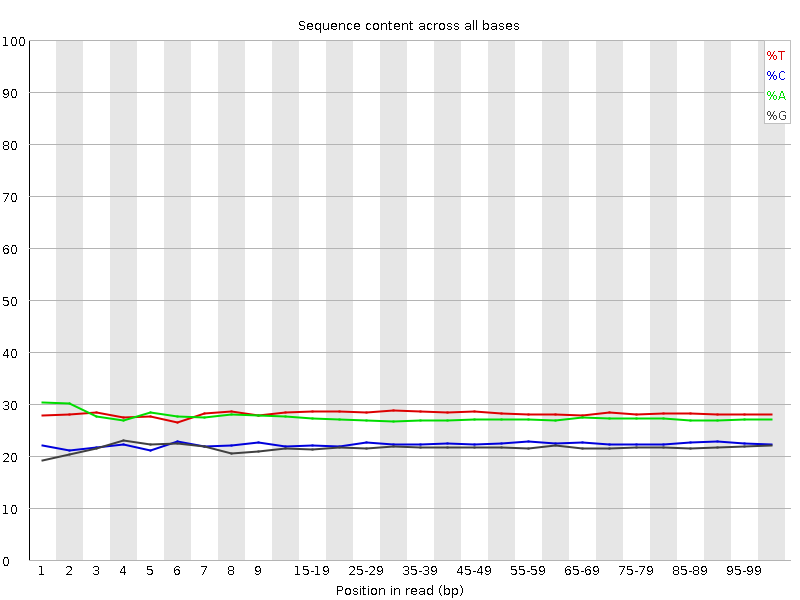 Sequence content across all bases
100
90
80
70
60
50
40
30
20
10
0
%T
%C
%A
%G
1 2 3 4 5 6 7 8 9 15-19 25-29 35-39 45-49 55-59 65-69 75-79 85-89 95-99
Position in read (bp)